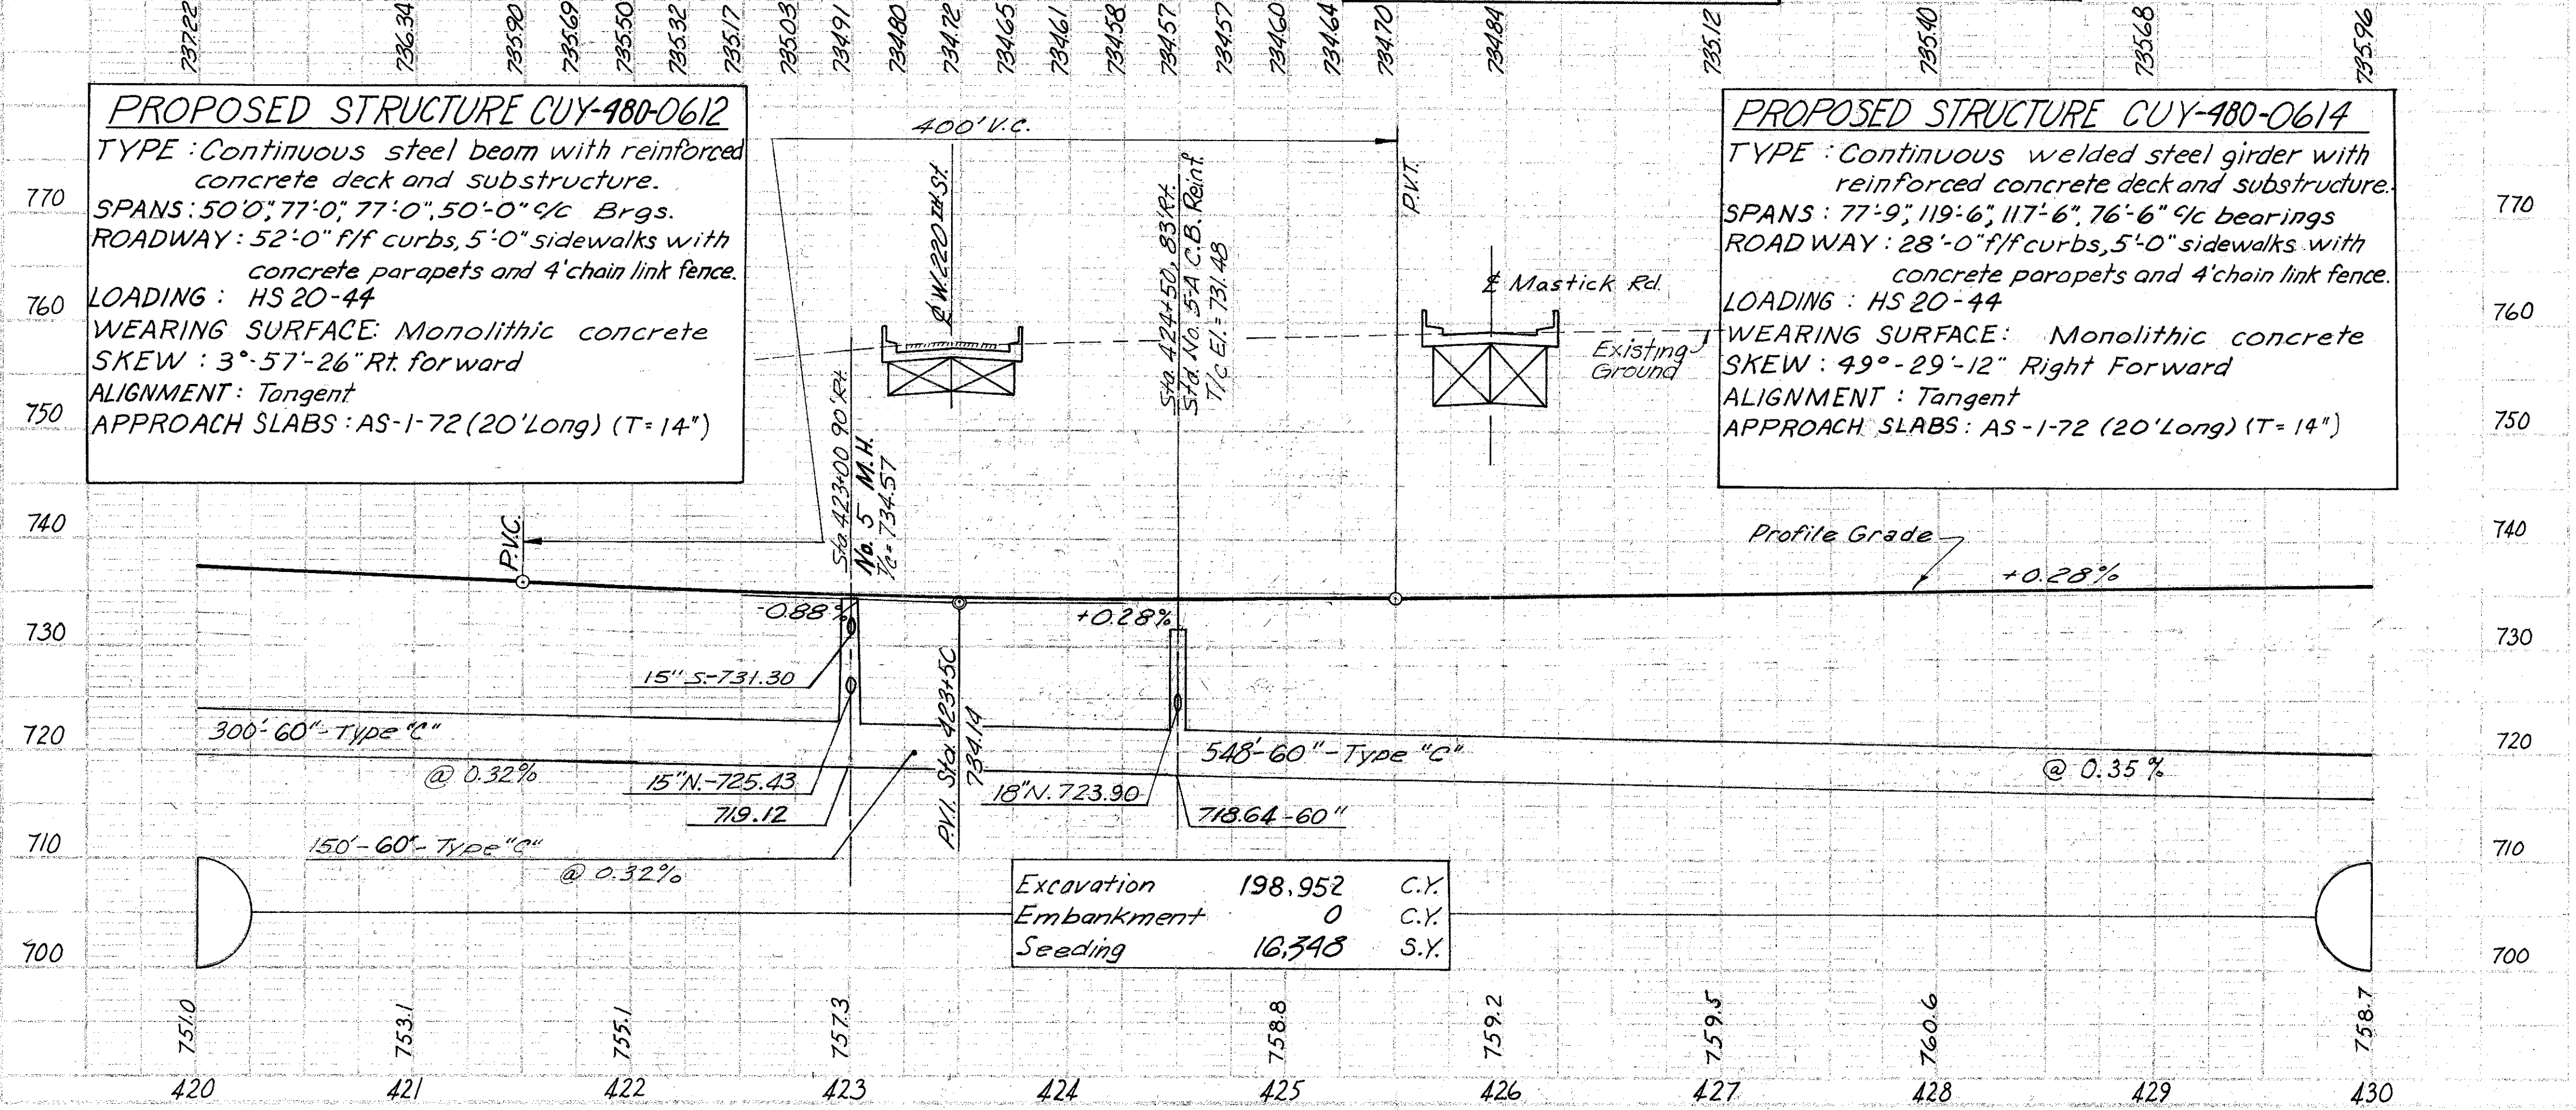 737.22 736.34 735.90 735.69 735.50 735.32 735.17 735.03 734.91 734.80 734.72 734.65 734.61 734.58 734.57 734.57 734.60 734.64 734.70 734.84 735.12 735.40 735.68 735.96
PROPOSED STRUCTURE CUY-480-0612
TYPE : Continuous steel beam with reinforced
concrete deck and substructure.
SPANS : 50'0", 77'-0", 77'-0", 50'-0" c/c Brgs.
ROADWAY : 52'-0" f/f curbs, 5'-0" sidewalks with
concrete parapets and 4' chain link fence.
LOADING : HS 20-44
WEARING SURFACE: Monolithic concrete
SKEW : 3°-57'-26" Rt. forward
ALIGNMENT : Tangent
APPROACH SLABS : AS-1-72 (20' Long) (T= 14")
PROPOSED STRUCTURE CUY-480-0614
TYPE : Continuous welded steel girder with
reinforced concrete deck and substructure.
SPANS : 77'-9", 119'-6", 117'-6", 76'-6" c/c bearings
ROADWAY : 28'-0" f/f curbs, 5'-0" sidewalks with
concrete parapets and 4' chain link fence.
LOADING : HS 20-44
WEARING SURFACE: Monolithic concrete
SKEW : 49°-29'-12" Right Forward
ALIGNMENT : Tangent
APPROACH SLABS : AS-1-72 (20' Long) (T= 14")
400' V.C.
℄ W. 220 TH St.
Sta. 424+50, 83' Rt.
Std. No. 5-A C.B. Reinf.
T/c El. = 731.48
P.V.T.
℄ Mastick Rd.
Existing
Ground
770 770
760 760
750 750
740 740
730 730
720 720
710 710
700 700
P.V.C.
Sta. 423+00 90' Rt.
No. 5 M.H.
T/c = 734.57
Profile Grade
+0.28%
-0.88%
+0.28%
15" S.-731.30
P.V.I. Sta. 423+50
734.14
300'-60"-Type "C"
@ 0.32%
15" N.-725.43
719.12
18" N. 723.90
548'-60"-Type "C"
@ 0.35%
718.64-60"
150'-60"-Type "C"
@ 0.32%
Excavation 198,952 C.Y.
Embankment 0 C.Y.
Seeding 16,348 S.Y.
751.0 753.1 755.1 757.3 758.8 759.2 759.5 760.6 758.7
420 421 422 423 424 425 426 427 428 429 430